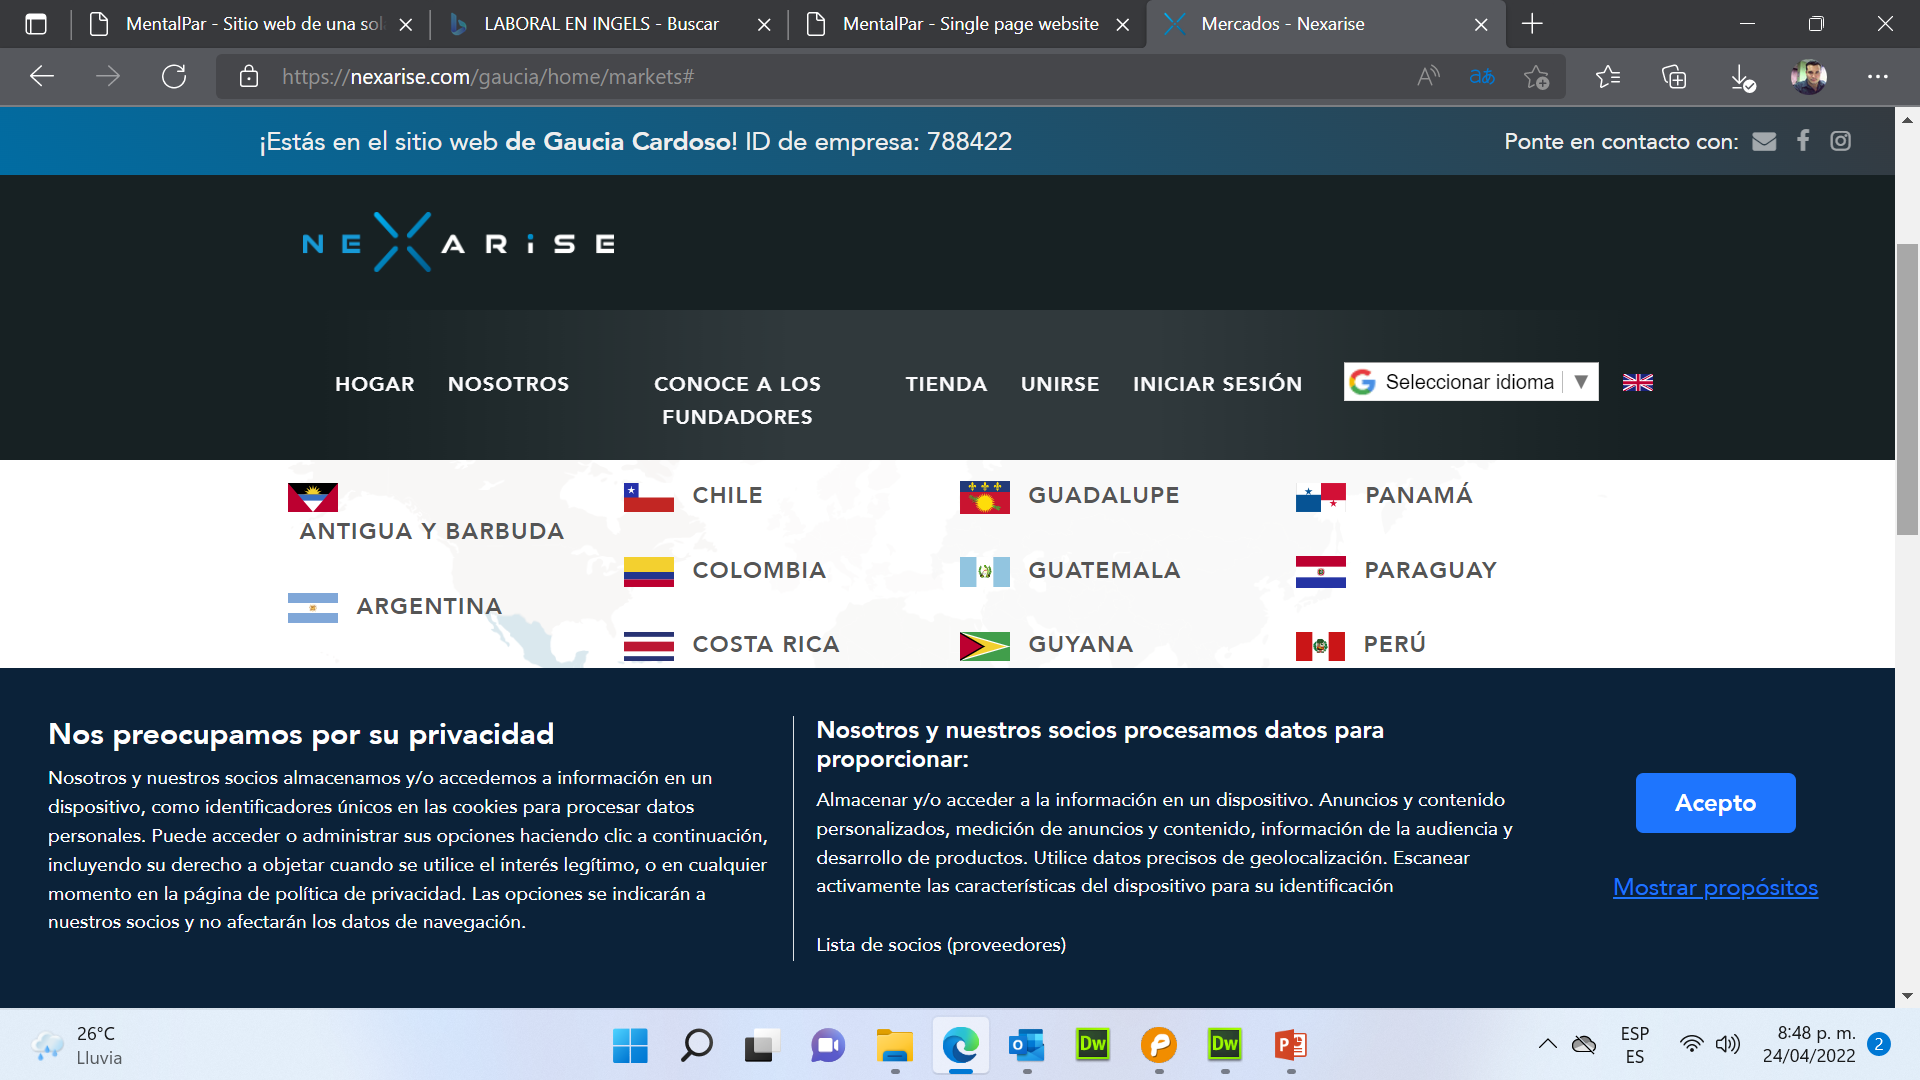 MentalPar - Sitio web de una sol
LABORAL EN INGELS - Buscar
MentalPar - Single page website
Mercados - Nexarise
https://nexarise.com/gaucia/home/markets#
¡Estás en el sitio web de Gaucia Cardoso! ID de empresa: 788422
Ponte en contacto con:
NEXARiSE
HOGAR
NOSOTROS
CONOCE A LOS
FUNDADORES
TIENDA
UNIRSE
INICIAR SESIÓN
Seleccionar idioma ▼
ANTIGUA Y BARBUDA
ARGENTINA
CHILE
COLOMBIA
COSTA RICA
GUADALUPE
GUATEMALA
GUYANA
PANAMÁ
PARAGUAY
PERÚ
Nos preocupamos por su privacidad
Nosotros y nuestros socios almacenamos y/o accedemos a información en un
dispositivo, como identificadores únicos en las cookies para procesar datos
personales. Puede acceder o administrar sus opciones haciendo clic a continuación,
incluyendo su derecho a objetar cuando se utilice el interés legítimo, o en cualquier
momento en la página de política de privacidad. Las opciones se indicarán a
nuestros socios y no afectarán los datos de navegación.
Nosotros y nuestros socios procesamos datos para
proporcionar:
Almacenar y/o acceder a la información en un dispositivo. Anuncios y contenido
personalizados, medición de anuncios y contenido, información de la audiencia y
desarrollo de productos. Utilice datos precisos de geolocalización. Escanear
activamente las características del dispositivo para su identificación
Lista de socios (proveedores)
Acepto
Mostrar propósitos
26°C
Lluvia
Dw
Dw
ESP
ES
8:48 p. m.
24/04/2022
2